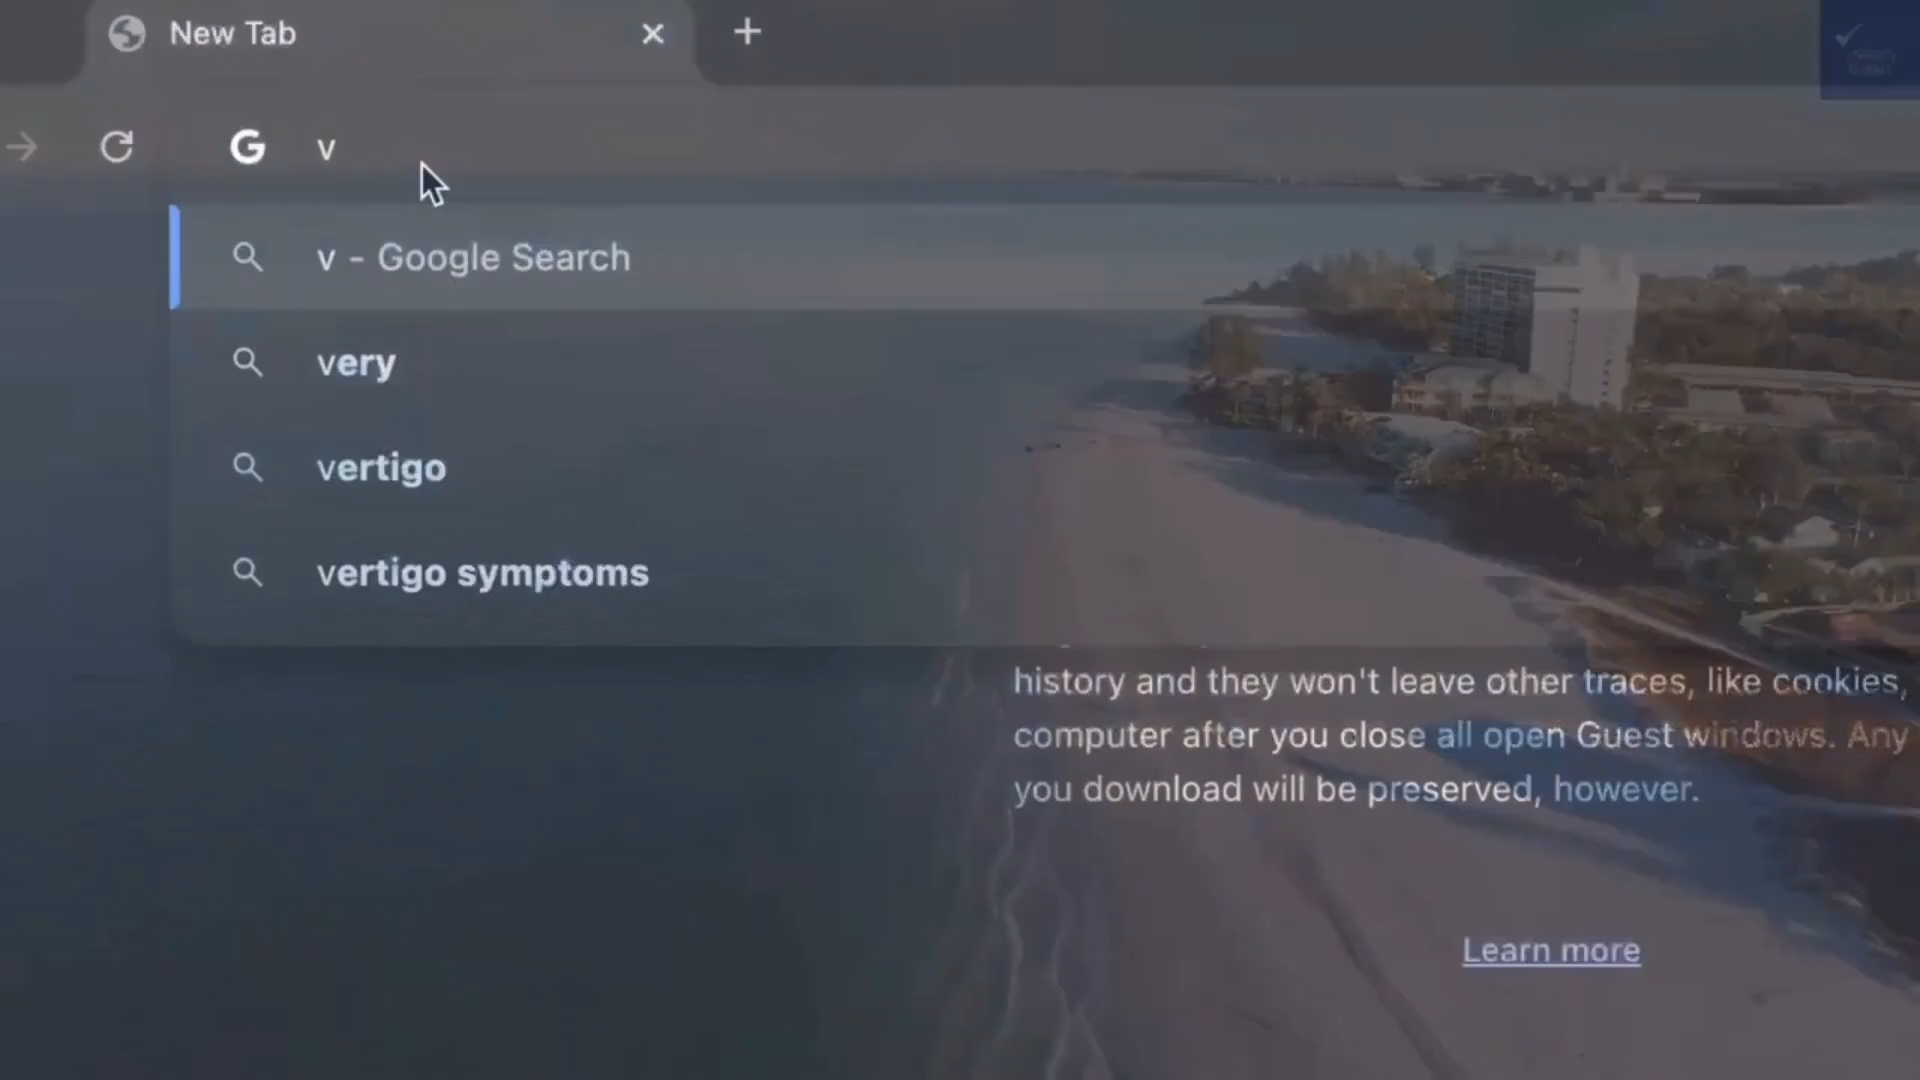 New Tab
v
v - Google Search
very
vertigo
vertigo symptoms
history and they won't leave other traces, like cookies,
computer after you close all open Guest windows. Any
you download will be preserved, however.
Learn more